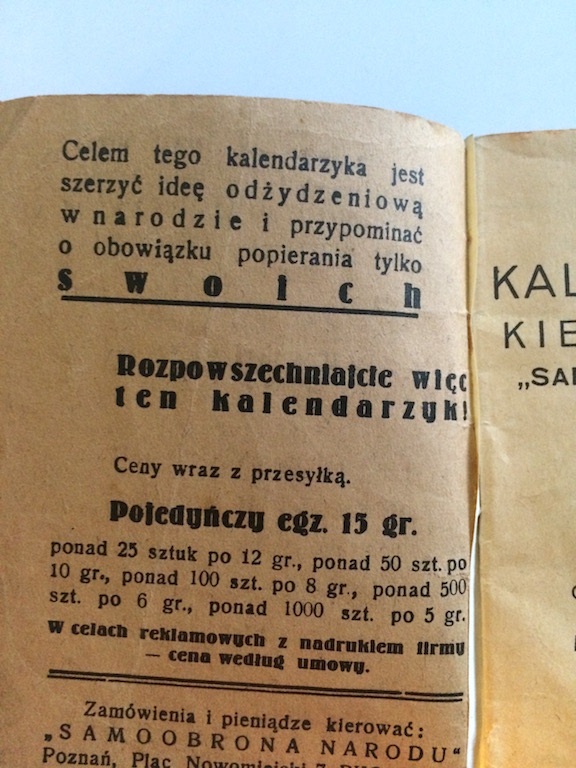 Celem tego kalendarzyka jest
szerzyć ideę odżydzeniową
w narodzie i przypominać
o obowiązku popierania tylko
swoich
Rozpowszechniajcie więc
ten kalendarzyk!
Ceny wraz z przesyłką.
Pojedyńczy egz. 15 gr.
ponad 25 sztuk po 12 gr., ponad 50 szt. po
10 gr., ponad 100 szt. po 8 gr., ponad 500
szt. po 6 gr., ponad 1000 szt. po 5 gr.
W celach reklamowych z nadrukiem firmy
— cena według umowy.
Zamówienia i pieniądze kierować:
„SAMOOBRONA NARODU"
Poznań, Plac Nowomiejski 7
KAL
KIE
„SA